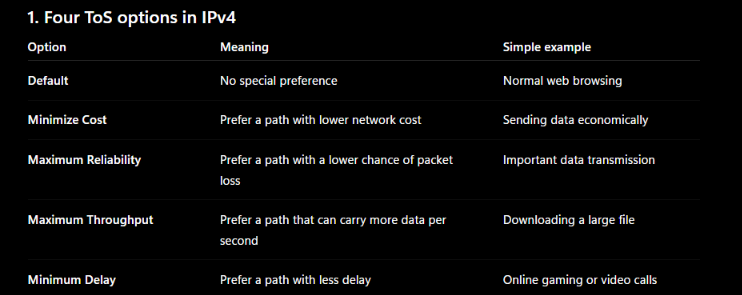 1. Four ToS options in IPv4
Option Meaning Simple example
Default No special preference Normal web browsing
Minimize Cost Prefer a path with lower network cost Sending data economically
Maximum Reliability Prefer a path with a lower chance of packet Important data transmission
loss
Maximum Throughput Prefer a path that can carry more data per Downloading a large file
second
Minimum Delay Prefer a path with less delay Online gaming or video calls